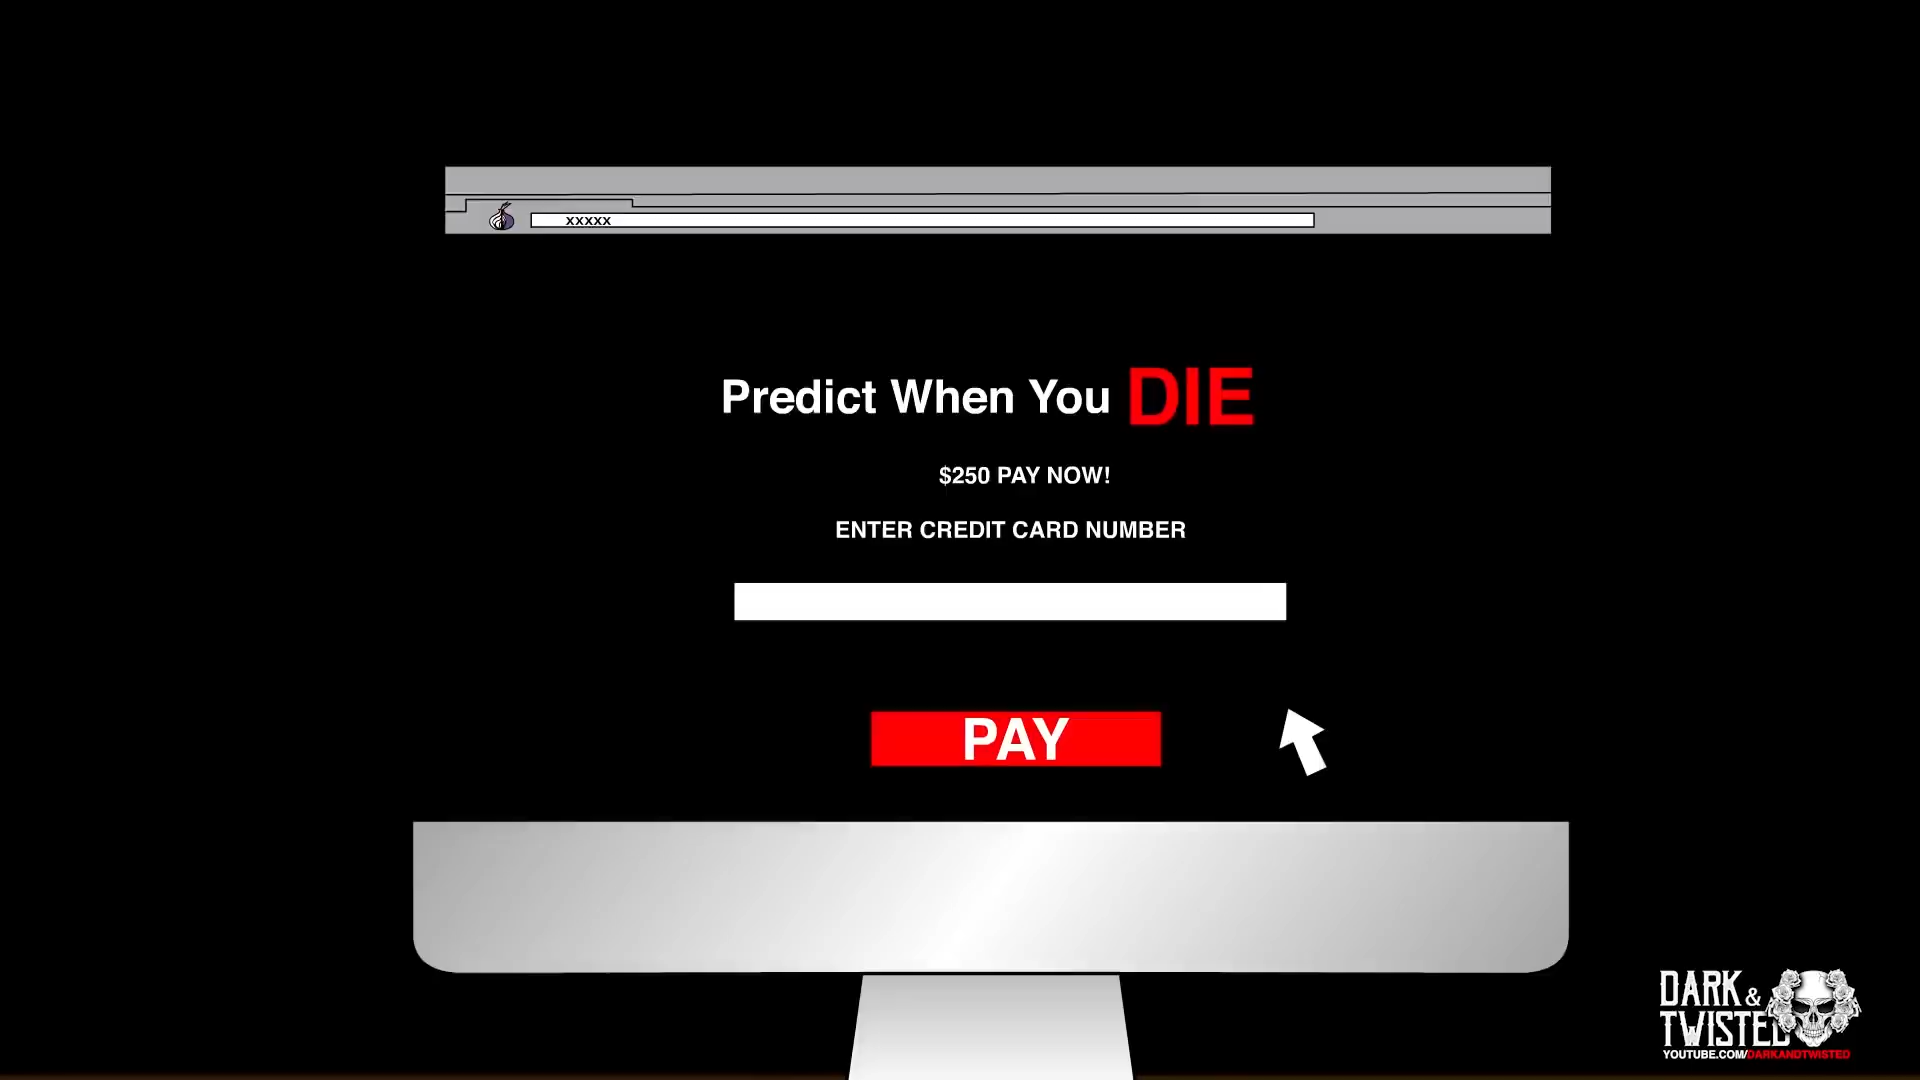 xxxxx
Predict When You DIE
$250 PAY NOW!
ENTER CREDIT CARD NUMBER
PAY
DARK &
TWISTED
YOUTUBE.COM/DARKANDTWISTED